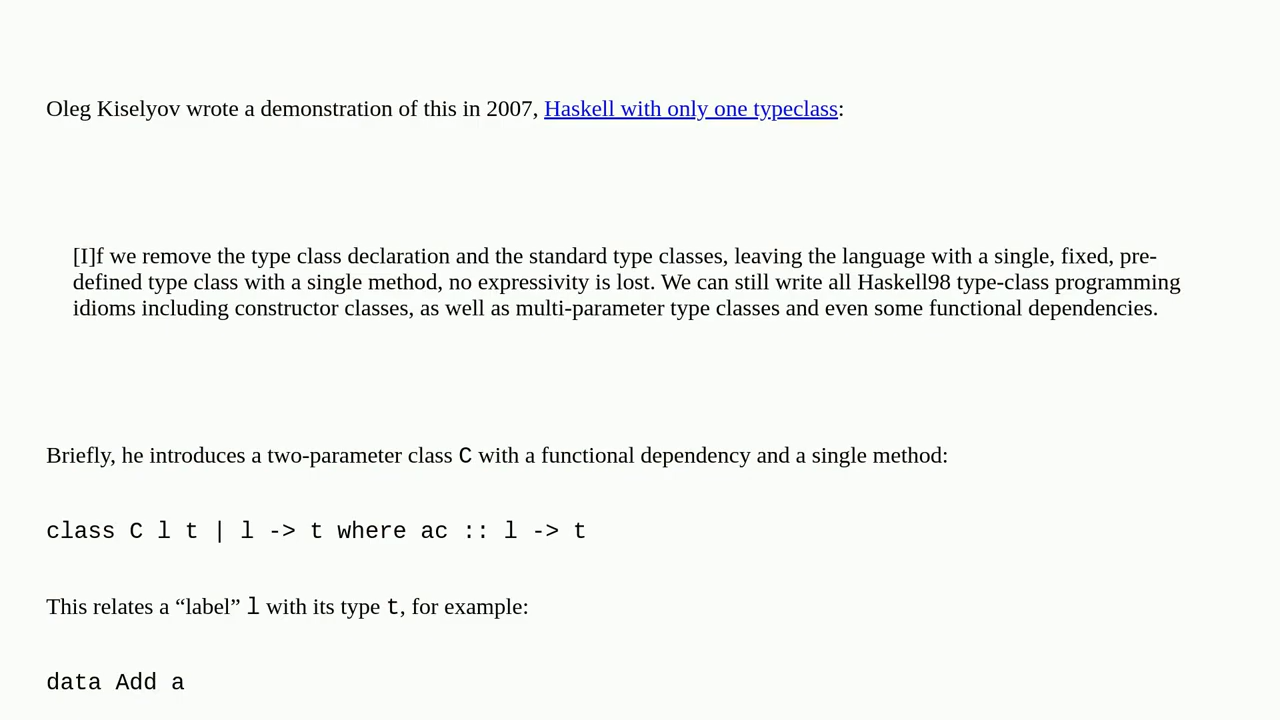 Oleg Kiselyov wrote a demonstration of this in 2007, Haskell with only one typeclass:
[I]f we remove the type class declaration and the standard type classes, leaving the language with a single, fixed, pre-
defined type class with a single method, no expressivity is lost. We can still write all Haskell98 type-class programming
idioms including constructor classes, as well as multi-parameter type classes and even some functional dependencies.
Briefly, he introduces a two-parameter class C with a functional dependency and a single method:
class C l t | l -> t where ac :: l -> t
This relates a “label” l with its type t, for example:
data Add a